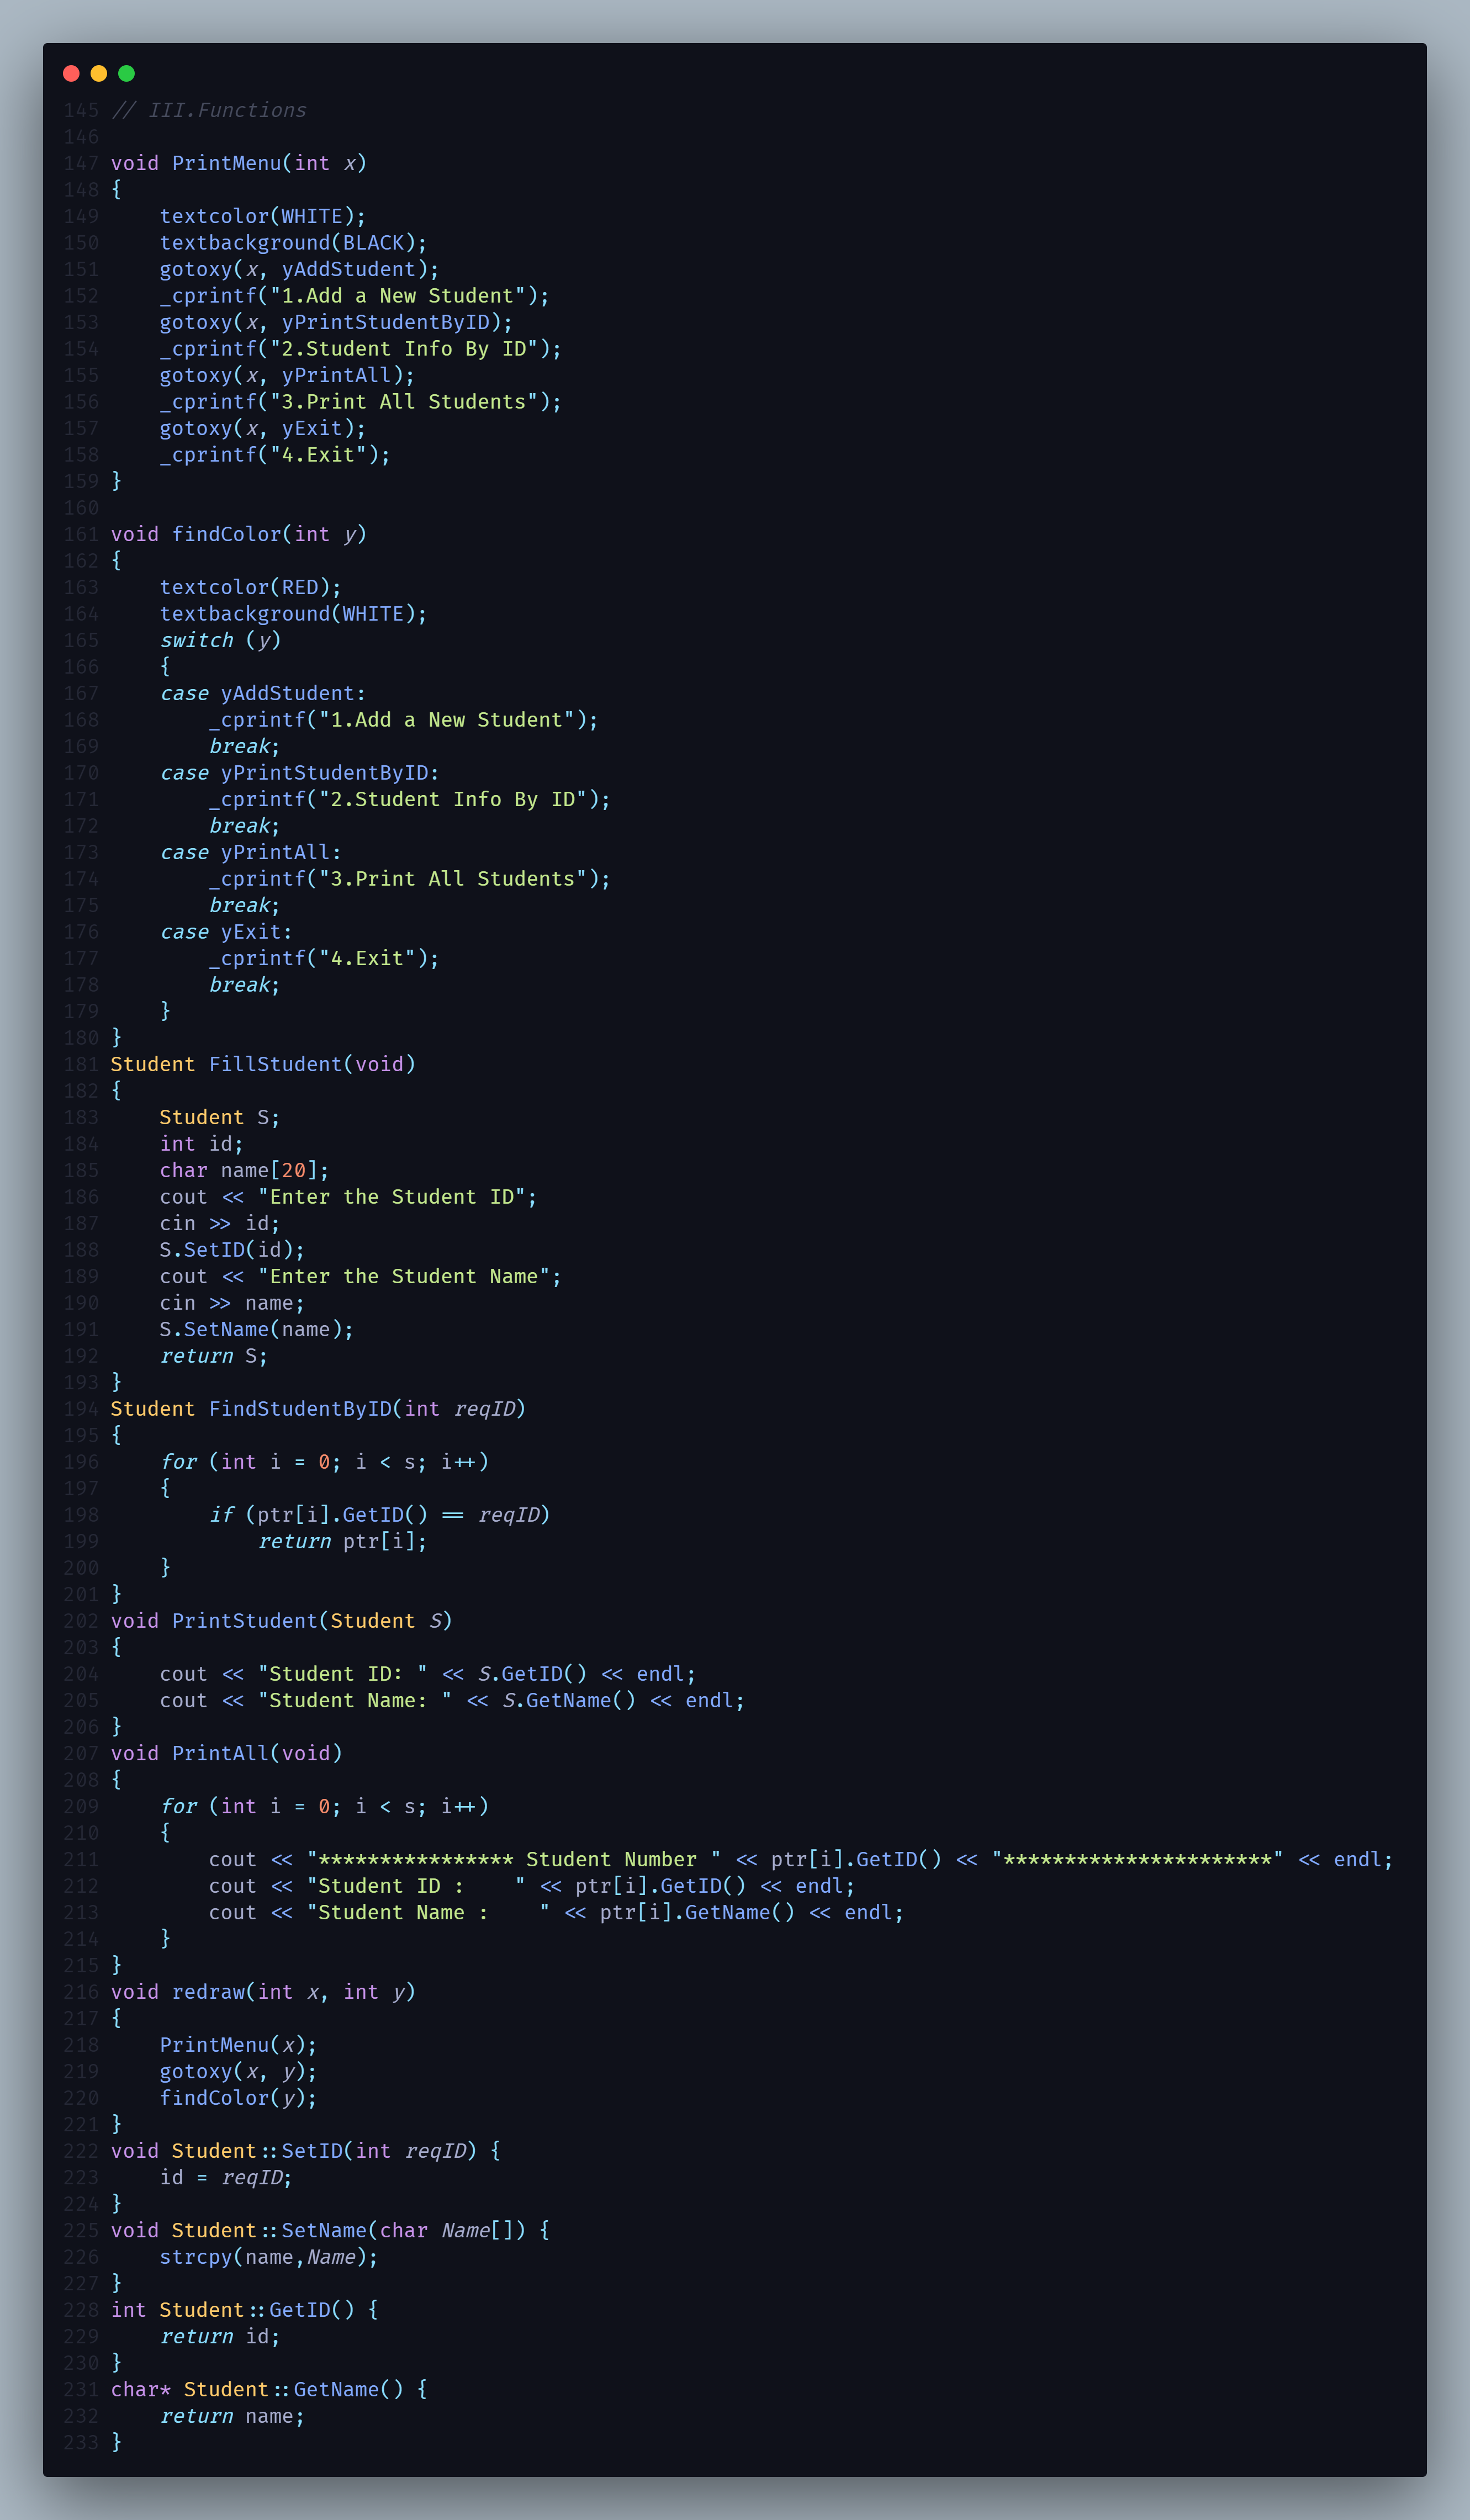 145 // III.Functions
146
147 void PrintMenu(int x)
148 {
149     textcolor(WHITE);
150     textbackground(BLACK);
151     gotoxy(x, yAddStudent);
152     _cprintf("1.Add a New Student");
153     gotoxy(x, yPrintStudentByID);
154     _cprintf("2.Student Info By ID");
155     gotoxy(x, yPrintAll);
156     _cprintf("3.Print All Students");
157     gotoxy(x, yExit);
158     _cprintf("4.Exit");
159 }
160
161 void findColor(int y)
162 {
163     textcolor(RED);
164     textbackground(WHITE);
165     switch (y)
166     {
167     case yAddStudent:
168         _cprintf("1.Add a New Student");
169         break;
170     case yPrintStudentByID:
171         _cprintf("2.Student Info By ID");
172         break;
173     case yPrintAll:
174         _cprintf("3.Print All Students");
175         break;
176     case yExit:
177         _cprintf("4.Exit");
178         break;
179     }
180 }
181 Student FillStudent(void)
182 {
183     Student S;
184     int id;
185     char name[20];
186     cout << "Enter the Student ID";
187     cin >> id;
188     S.SetID(id);
189     cout << "Enter the Student Name";
190     cin >> name;
191     S.SetName(name);
192     return S;
193 }
194 Student FindStudentByID(int reqID)
195 {
196     for (int i = 0; i < s; i++)
197     {
198         if (ptr[i].GetID() == reqID)
199             return ptr[i];
200     }
201 }
202 void PrintStudent(Student S)
203 {
204     cout << "Student ID: " << S.GetID() << endl;
205     cout << "Student Name: " << S.GetName() << endl;
206 }
207 void PrintAll(void)
208 {
209     for (int i = 0; i < s; i++)
210     {
211         cout << "**************** Student Number " << ptr[i].GetID() << "**********************" << endl;
212         cout << "Student ID :    " << ptr[i].GetID() << endl;
213         cout << "Student Name :    " << ptr[i].GetName() << endl;
214     }
215 }
216 void redraw(int x, int y)
217 {
218     PrintMenu(x);
219     gotoxy(x, y);
220     findColor(y);
221 }
222 void Student::SetID(int reqID) {
223     id = reqID;
224 }
225 void Student::SetName(char Name[]) {
226     strcpy(name,Name);
227 }
228 int Student::GetID() {
229     return id;
230 }
231 char* Student::GetName() {
232     return name;
233 }